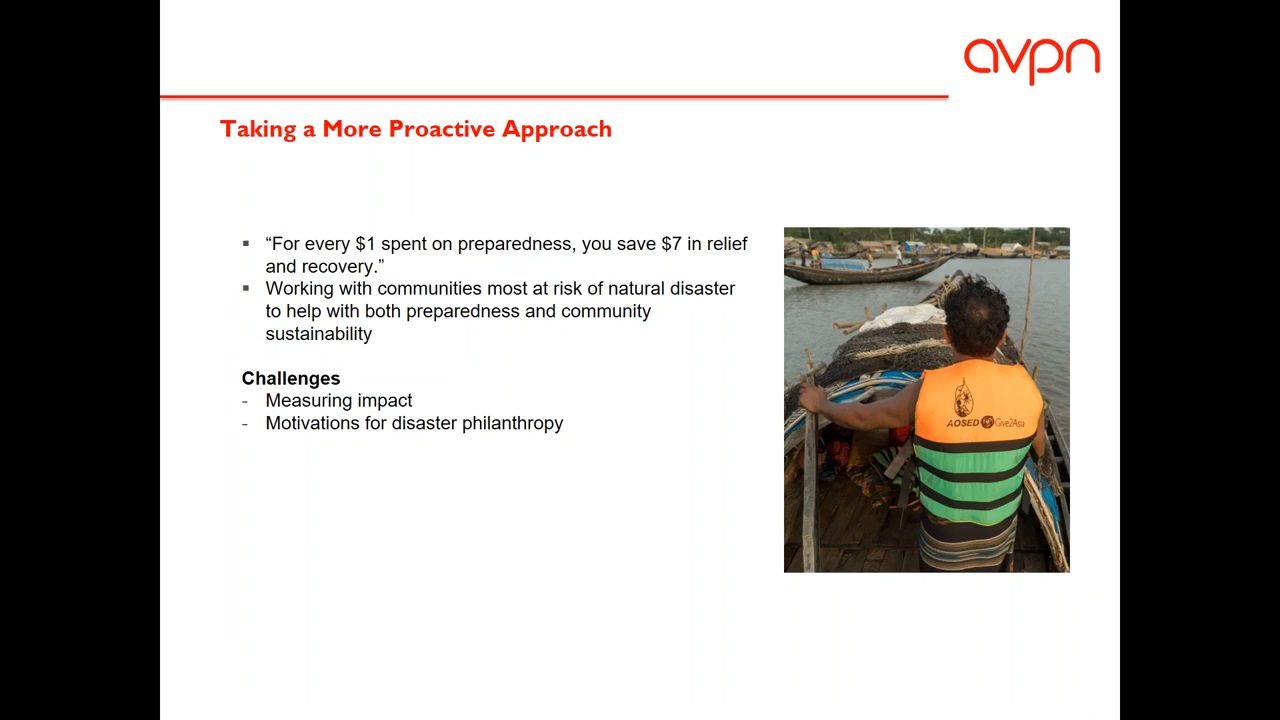 avpn
Taking a More Proactive Approach
▪ “For every $1 spent on preparedness, you save $7 in relief
and recovery.”
▪ Working with communities most at risk of natural disaster
to help with both preparedness and community
sustainability
Challenges
- Measuring impact
- Motivations for disaster philanthropy
AOSED Give2Asia